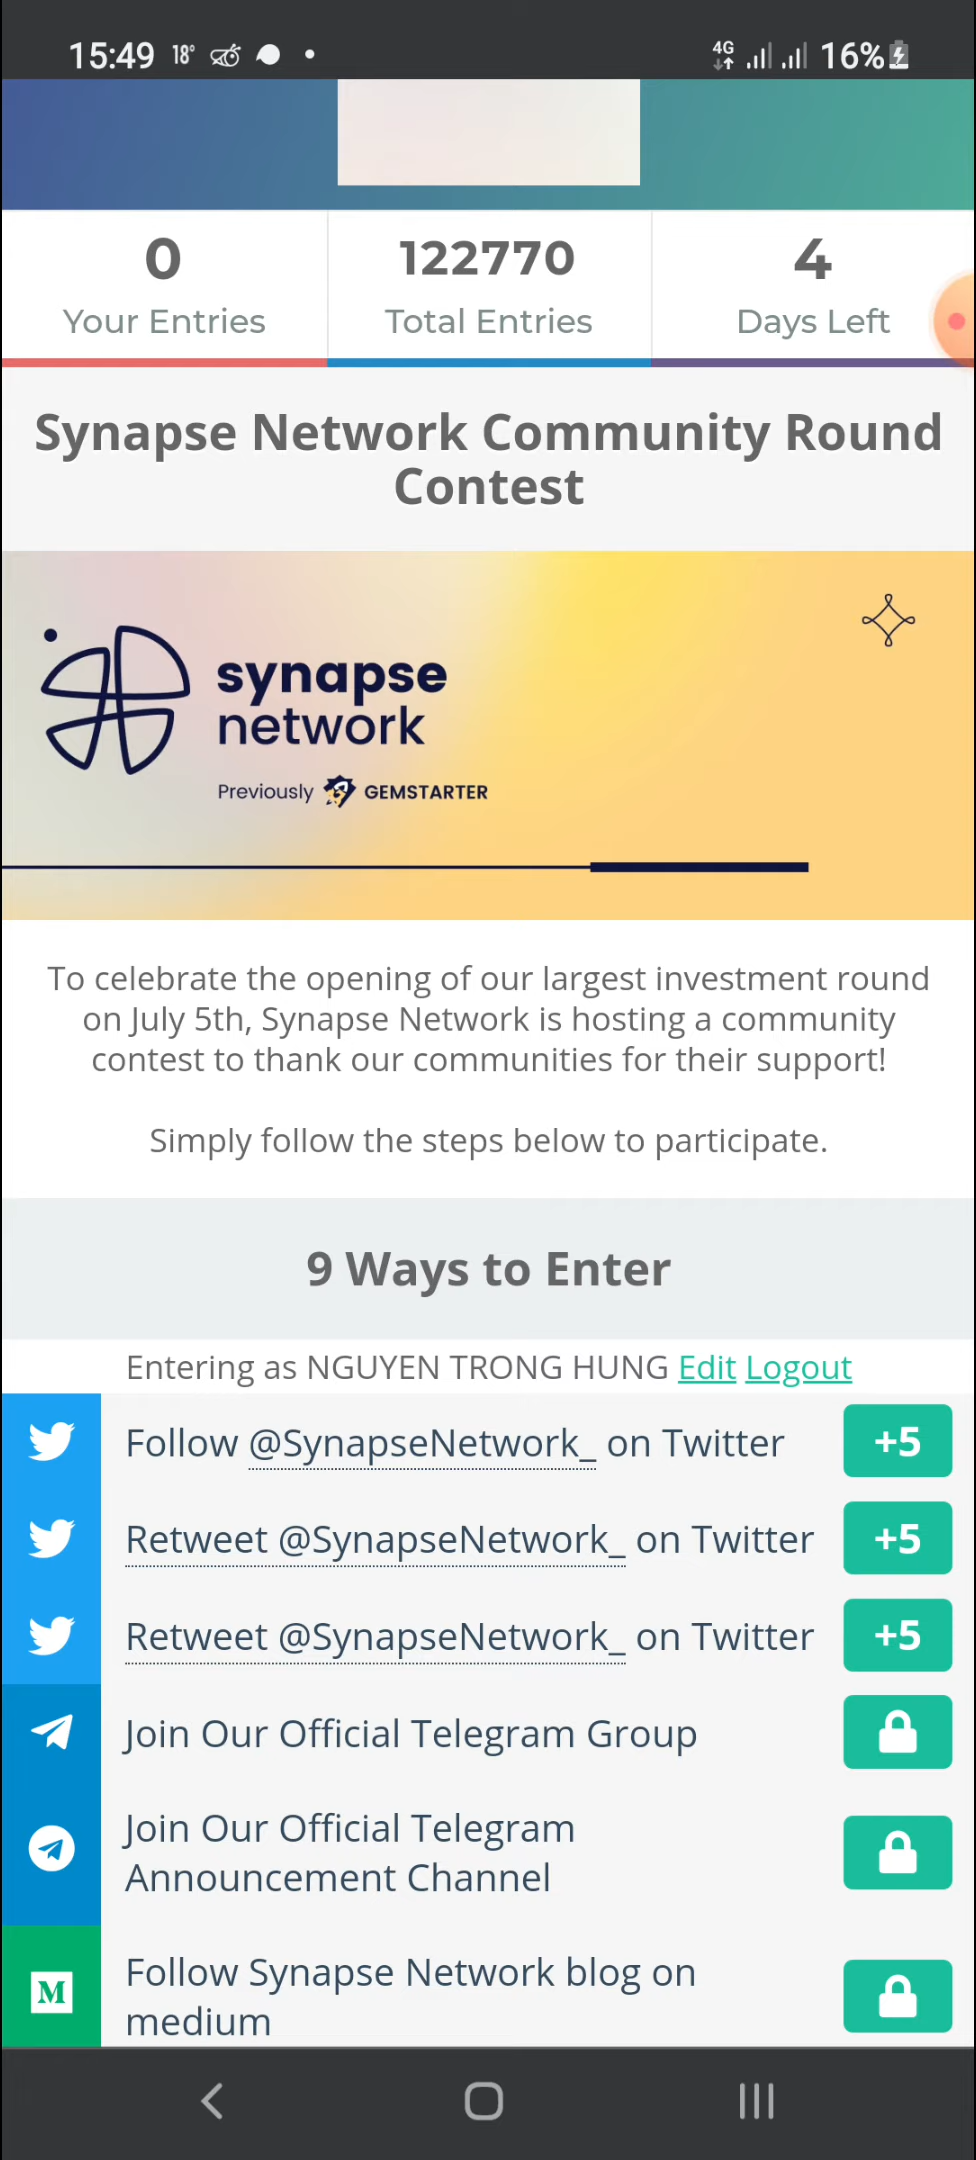 15:49 18° 4G 16%
0 122770 4
Your Entries Total Entries Days Left
Synapse Network Community Round
Contest
synapse
network
Previously GEMSTARTER
To celebrate the opening of our largest investment round
on July 5th, Synapse Network is hosting a community
contest to thank our communities for their support!
Simply follow the steps below to participate.
9 Ways to Enter
Entering as NGUYEN TRONG HUNG Edit Logout
Follow @SynapseNetwork_ on Twitter +5
Retweet @SynapseNetwork_ on Twitter +5
Retweet @SynapseNetwork_ on Twitter +5
Join Our Official Telegram Group
Join Our Official Telegram
Announcement Channel
M
Follow Synapse Network blog on
medium